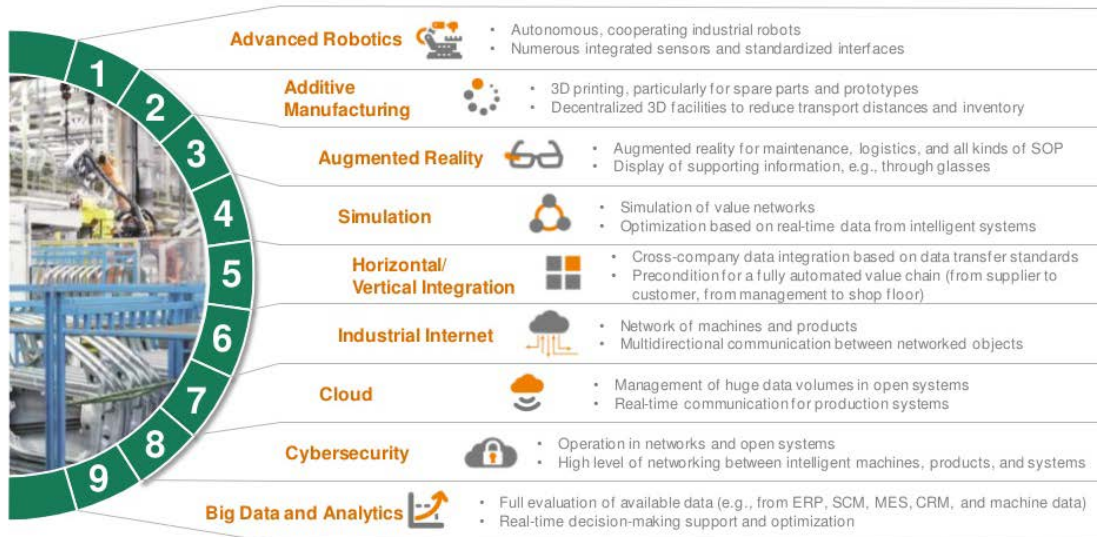 1
Advanced Robotics
• Autonomous, cooperating industrial robots
• Numerous integrated sensors and standardized interfaces
2
Additive
Manufacturing
• 3D printing, particularly for spare parts and prototypes
• Decentralized 3D facilities to reduce transport distances and inventory
3
Augmented Reality
• Augmented reality for maintenance, logistics, and all kinds of SOP
• Display of supporting information, e.g., through glasses
4
Simulation
• Simulation of value networks
• Optimization based on real-time data from intelligent systems
5
Horizontal/
Vertical Integration
• Cross-company data integration based on data transfer standards
• Precondition for a fully automated value chain (from supplier to
customer, from management to shop floor)
6
Industrial Internet
• Network of machines and products
• Multidirectional communication between networked objects
7
Cloud
• Management of huge data volumes in open systems
• Real-time communication for production systems
8
Cybersecurity
• Operation in networks and open systems
• High level of networking between intelligent machines, products, and systems
9
Big Data and Analytics
• Full evaluation of available data (e.g., from ERP, SCM, MES, CRM, and machine data)
• Real-time decision-making support and optimization